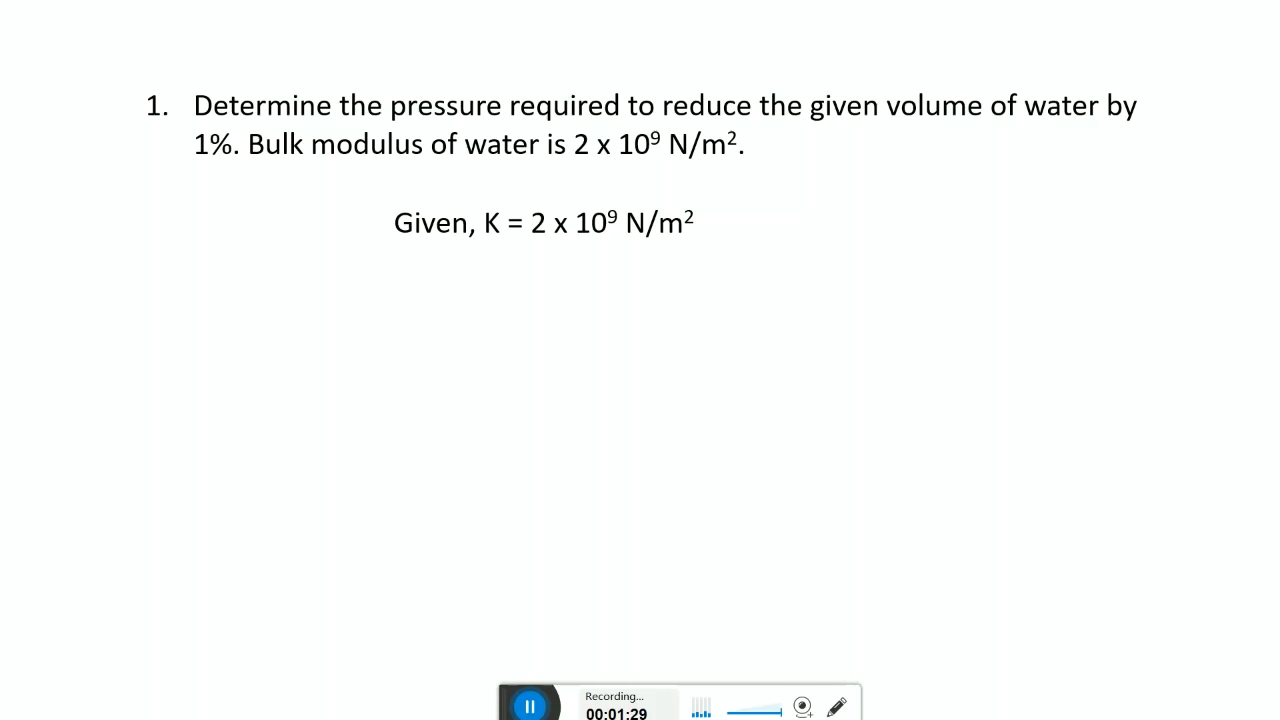 1. Determine the pressure required to reduce the given volume of water by
1%. Bulk modulus of water is 2 x 10⁹ N/m².
Given, K = 2 x 10⁹ N/m²
Recording...
00:01:29